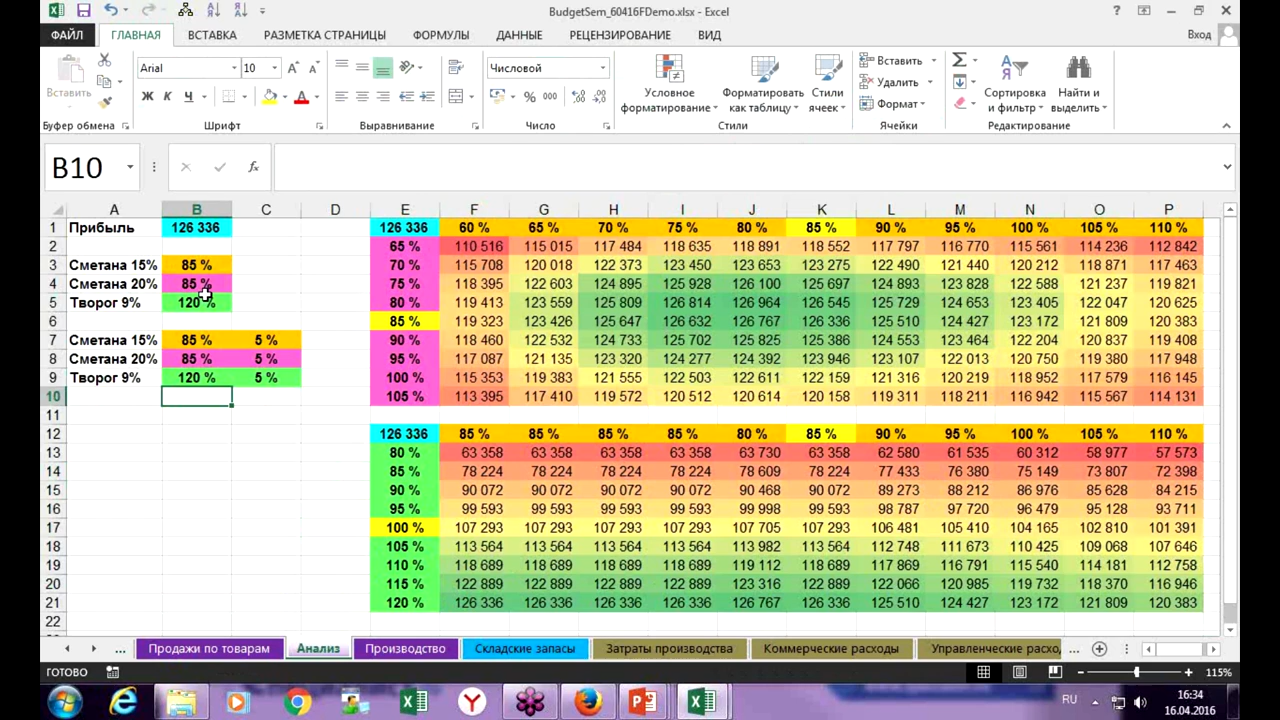 BudgetSem_60416FDemo.xlsx - Excel
ФАЙЛ ГЛАВНАЯ ВСТАВКА РАЗМЕТКА СТРАНИЦЫ ФОРМУЛЫ ДАННЫЕ РЕЦЕНЗИРОВАНИЕ ВИД Вход
Вставить Arial 10 Числовой Условное форматирование Форматировать как таблицу Стили ячеек Вставить Удалить Формат Сортировка и фильтр Найти и выделить
Ж К Ч А % 000
Буфер обмена Шрифт Выравнивание Число Стили Ячейки Редактирование
B10 fx
A B C D E F G H I J K L M N O P
1 Прибыль 126 336 126 336 60 % 65 % 70 % 75 % 80 % 85 % 90 % 95 % 100 % 105 % 110 %
2 65 % 110 516 115 015 117 484 118 635 118 891 118 552 117 797 116 770 115 561 114 236 112 842
3 Сметана 15% 85 % 70 % 115 708 120 018 122 373 123 450 123 653 123 275 122 490 121 440 120 212 118 871 117 463
4 Сметана 20% 85 % 75 % 118 395 122 603 124 895 125 928 126 100 125 697 124 893 123 828 122 588 121 237 119 821
5 Творог 9% 120 % 80 % 119 413 123 559 125 809 126 814 126 964 126 545 125 729 124 653 123 405 122 047 120 625
6 85 % 119 323 123 426 125 647 126 632 126 767 126 336 125 510 124 427 123 172 121 809 120 383
7 Сметана 15% 85 % 5 % 90 % 118 460 122 532 124 733 125 702 125 825 125 386 124 553 123 464 122 204 120 837 119 408
8 Сметана 20% 85 % 5 % 95 % 117 087 121 135 123 320 124 277 124 392 123 946 123 107 122 013 120 750 119 380 117 948
9 Творог 9% 120 % 5 % 100 % 115 353 119 383 121 555 122 503 122 611 122 159 121 316 120 219 118 952 117 579 116 145
10 105 % 113 395 117 410 119 572 120 512 120 614 120 158 119 311 118 211 116 942 115 567 114 131
11
12 126 336 85 % 85 % 85 % 85 % 80 % 85 % 90 % 95 % 100 % 105 % 110 %
13 80 % 63 358 63 358 63 358 63 358 63 730 63 358 62 580 61 535 60 312 58 977 57 573
14 85 % 78 224 78 224 78 224 78 224 78 609 78 224 77 433 76 380 75 149 73 807 72 398
15 90 % 90 072 90 072 90 072 90 072 90 468 90 072 89 273 88 212 86 976 85 628 84 215
16 95 % 99 593 99 593 99 593 99 593 99 998 99 593 98 787 97 720 96 479 95 128 93 711
17 100 % 107 293 107 293 107 293 107 293 107 705 107 293 106 481 105 410 104 165 102 810 101 391
18 105 % 113 564 113 564 113 564 113 564 113 982 113 564 112 748 111 673 110 425 109 068 107 646
19 110 % 118 689 118 689 118 689 118 689 119 112 118 689 117 869 116 791 115 540 114 181 112 758
20 115 % 122 889 122 889 122 889 122 889 123 316 122 889 122 066 120 985 119 732 118 370 116 946
21 120 % 126 336 126 336 126 336 126 336 126 767 126 336 125 510 124 427 123 172 121 809 120 383
22
... Продажи по товарам Анализ Производство Складские запасы Затраты производства Коммерческие расходы Управленческие расхо ...
ГОТОВО 115%
RU 16:34
16.04.2016